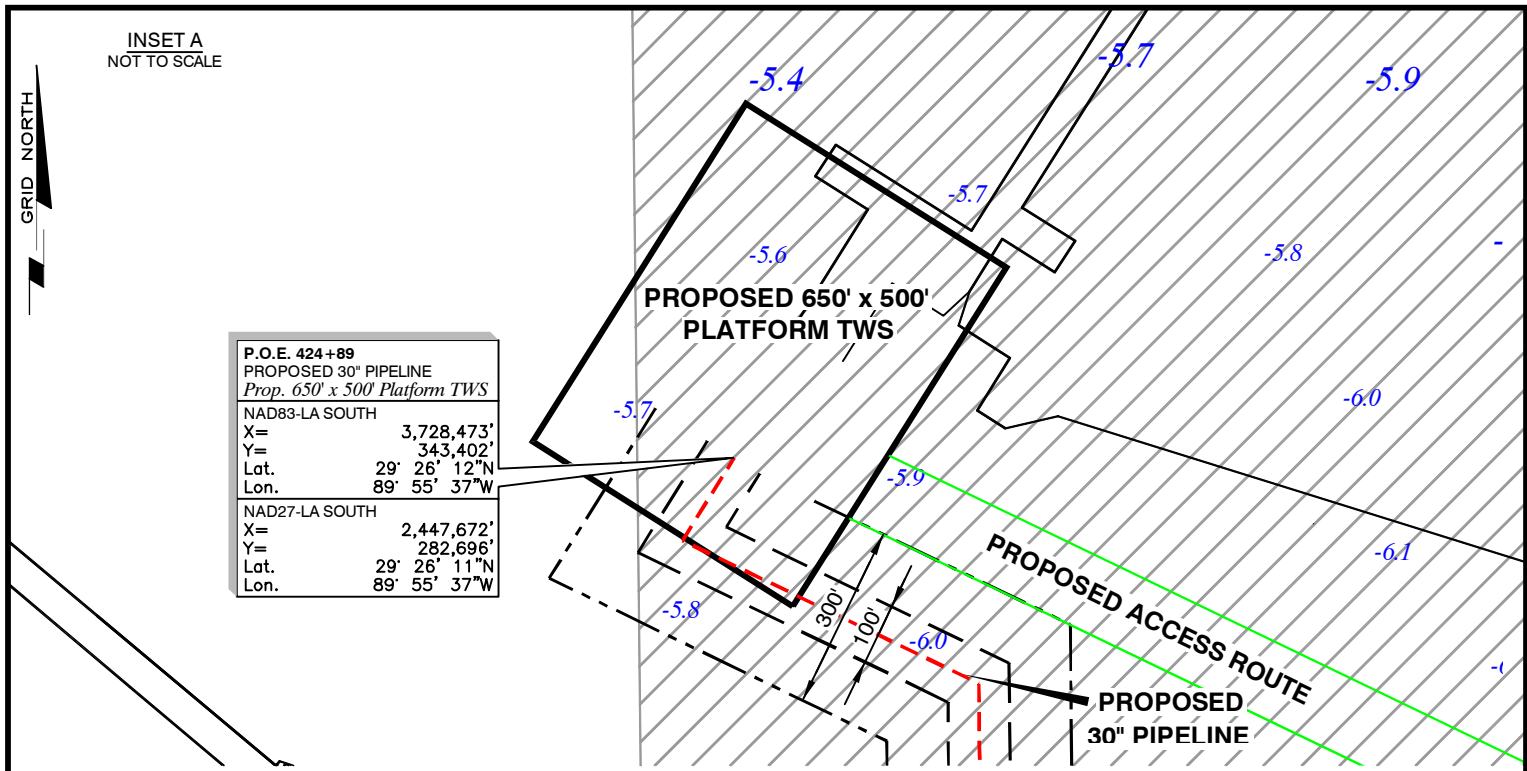 INSET A
NOT TO SCALE
GRID NORTH
-5.4
-5.7
-5.9
-5.7
-5.6
-5.8
-
PROPOSED 650' x 500'
PLATFORM TWS
P.O.E. 424+89
PROPOSED 30" PIPELINE
Prop. 650' x 500' Platform TWS
NAD83-LA SOUTH
X= 3,728,473'
Y= 343,402'
Lat. 29° 26' 12"N
Lon. 89° 55' 37"W
NAD27-LA SOUTH
X= 2,447,672'
Y= 282,696'
Lat. 29° 26' 11"N
Lon. 89° 55' 37"W
-5.7
-6.0
-5.9
-6.1
PROPOSED ACCESS ROUTE
-5.8
300'
100'
-6.0
PROPOSED
30" PIPELINE